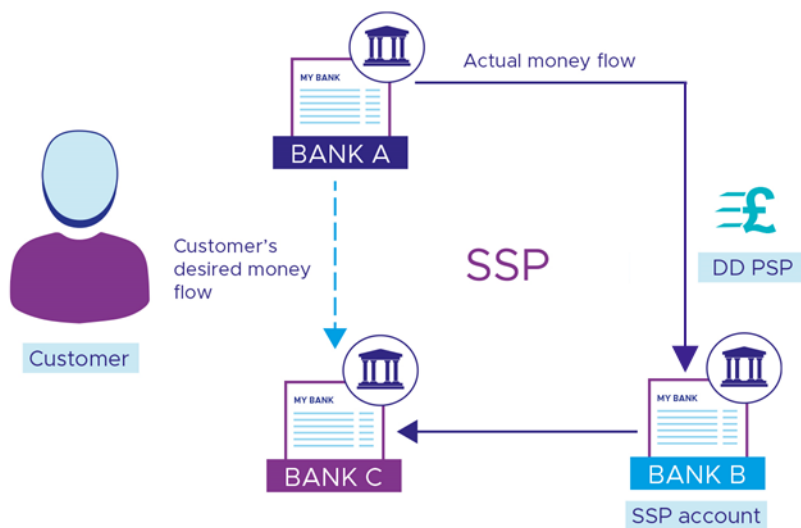 Actual money flow
MY BANK
BANK A
£
DD PSP
Customer's
desired money
flow
SSP
Customer
MY BANK
BANK C
MY BANK
BANK B
SSP account